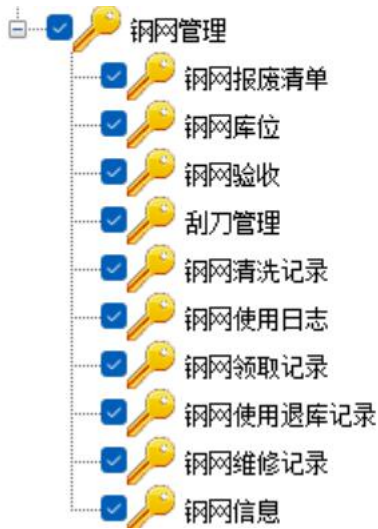 钢网管理
钢网报废清单
钢网库位
钢网验收
刮刀管理
钢网清洗记录
钢网使用日志
钢网领取记录
钢网使用退库记录
钢网维修记录
钢网信息